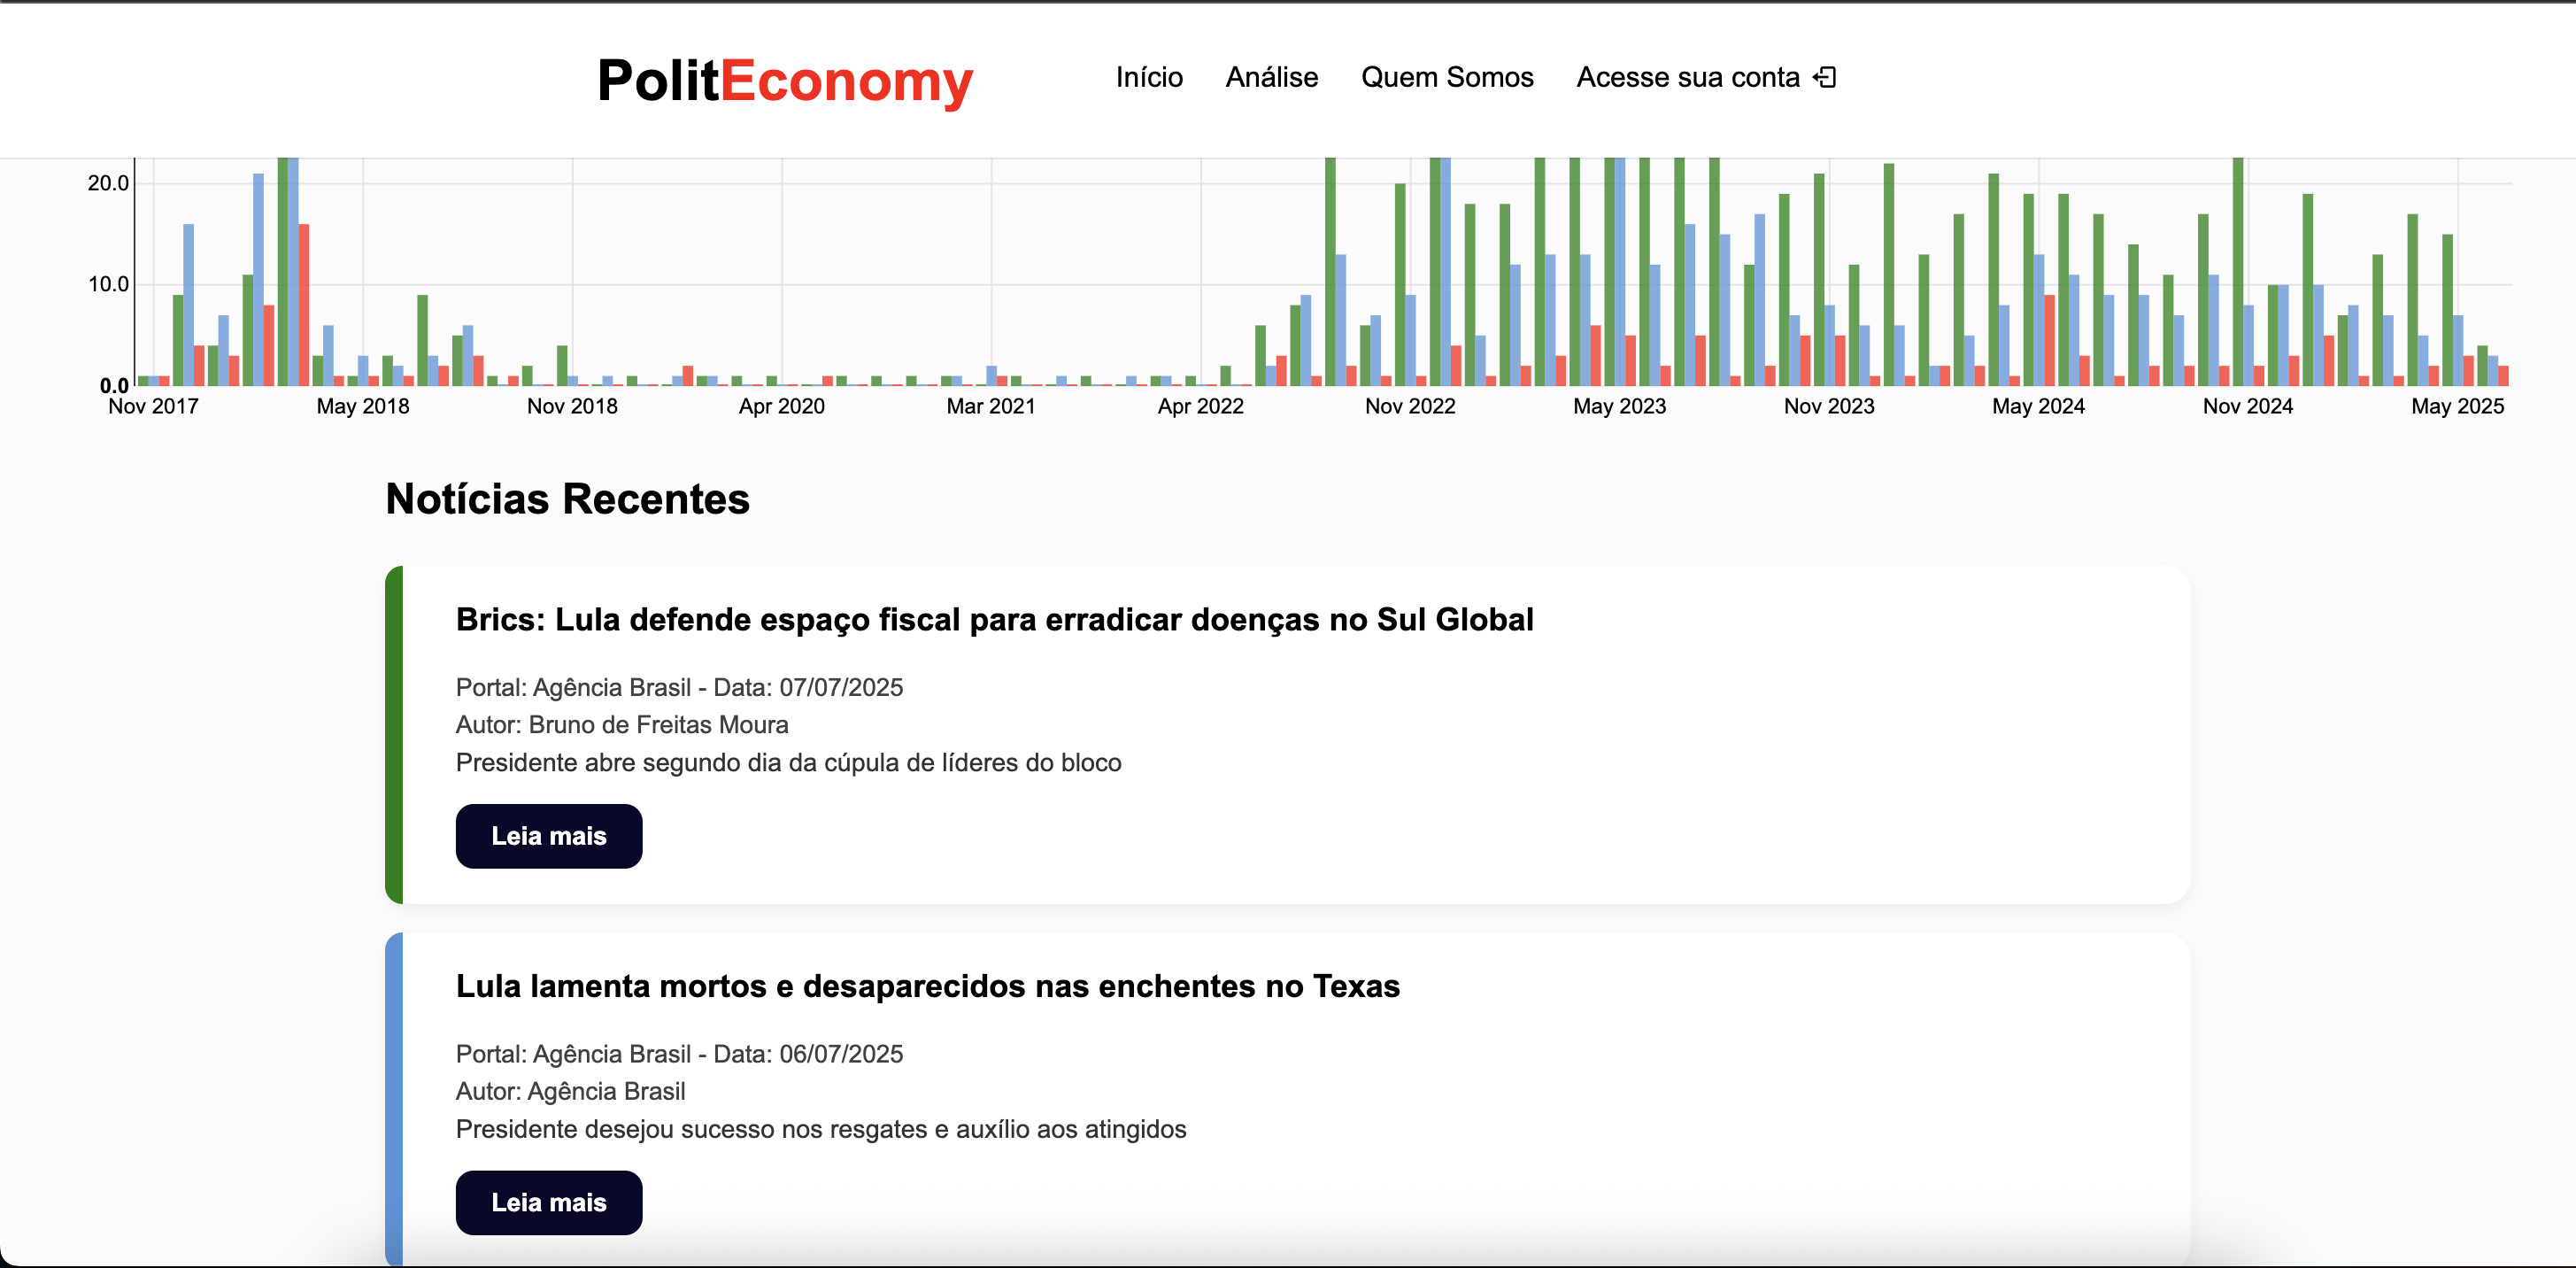 PolitEconomy
Início Análise Quem Somos Acesse sua conta
20.0
10.0
0.0
Nov 2017 May 2018 Nov 2018 Apr 2020 Mar 2021 Apr 2022 Nov 2022 May 2023 Nov 2023 May 2024 Nov 2024 May 2025
Notícias Recentes
Brics: Lula defende espaço fiscal para erradicar doenças no Sul Global
Portal: Agência Brasil - Data: 07/07/2025
Autor: Bruno de Freitas Moura
Presidente abre segundo dia da cúpula de líderes do bloco
Leia mais
Lula lamenta mortos e desaparecidos nas enchentes no Texas
Portal: Agência Brasil - Data: 06/07/2025
Autor: Agência Brasil
Presidente desejou sucesso nos resgates e auxílio aos atingidos
Leia mais